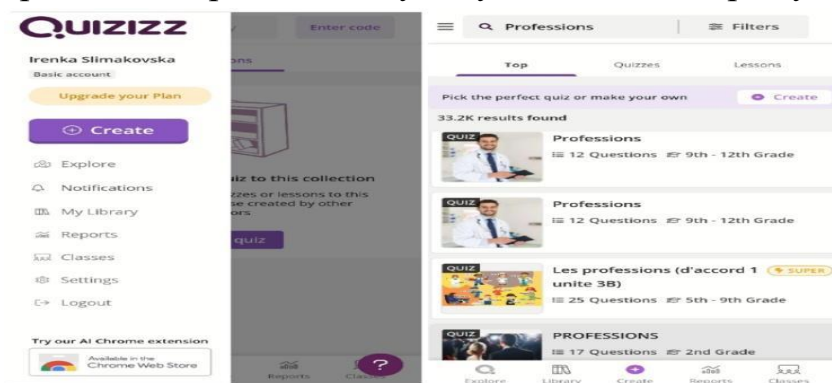 QUIZIZZ
Irenka Slimakovska
Basic account
Upgrade your Plan
Create
Explore
Notifications
My Library
Reports
Classes
Settings
Logout
Try our AI Chrome extension
Available in the
Chrome Web Store
Enter code
ons
iz to this collection
zzes or lessons to this
se created by other
ors
quiz
Reports
?
Professions
Filters
Top
Quizzes
Lessons
Pick the perfect quiz or make your own
Create
33.2K results found
QUIZ
Professions
12 Questions 9th - 12th Grade
QUIZ
Professions
12 Questions 9th - 12th Grade
QUIZ
Les professions (d'accord 1
SUPER
unite 3B)
25 Questions 5th - 9th Grade
QUIZ
PROFESSIONS
17 Questions 2nd Grade
Explore
Library
Create
Reports
Classes